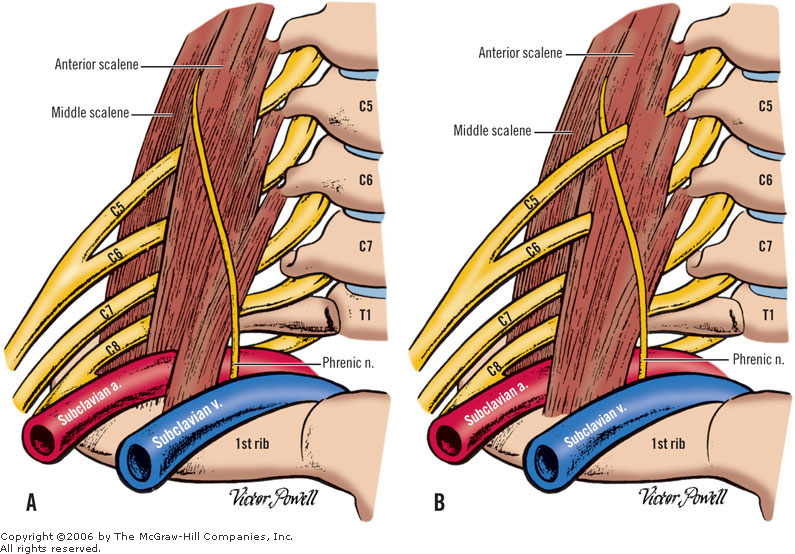 Anterior scalene
Middle scalene
C5
C6
C7
T1
C5
C6
C7
C8
Phrenic n.
Subclavian a.
Subclavian v.
1st rib
A
Victor Powell
Anterior scalene
Middle scalene
C5
C6
C7
T1
C5
C6
C7
C8
Phrenic n.
Subclavian a.
Subclavian v.
1st rib
B
Victor Powell
Copyright ©2006 by The McGraw-Hill Companies, Inc.
All rights reserved.